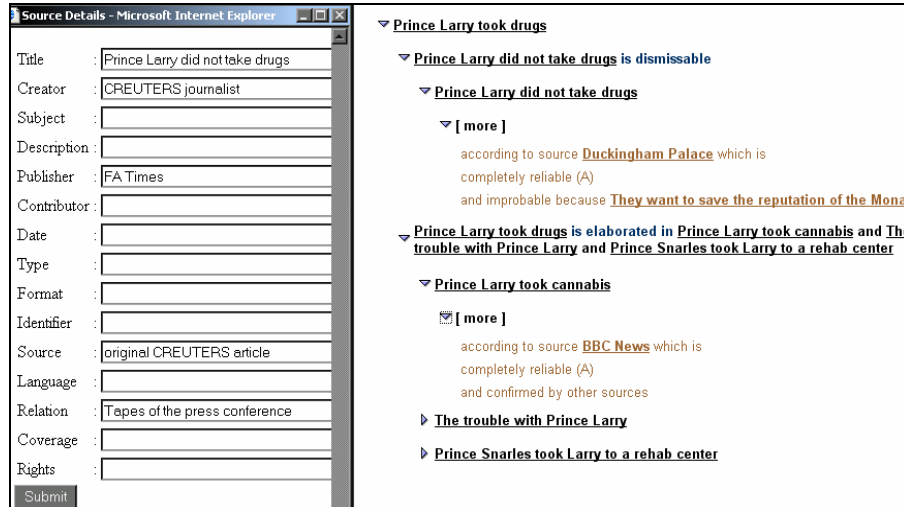 Source Details - Microsoft Internet Explorer
Title : Prince Larry did not take drugs
Creator : CREUTERS journalist
Subject :
Description :
Publisher : FA Times
Contributor :
Date :
Type :
Format :
Identifier :
Source : original CREUTERS article
Language :
Relation : Tapes of the press conference
Coverage :
Rights :
Submit
Prince Larry took drugs
Prince Larry did not take drugs is dismissable
Prince Larry did not take drugs
[ more ]
according to source Duckingham Palace which is
completely reliable (A)
and improbable because They want to save the reputation of the Mona
Prince Larry took drugs is elaborated in Prince Larry took cannabis and The
trouble with Prince Larry and Prince Snarles took Larry to a rehab center
Prince Larry took cannabis
[ more ]
according to source BBC News which is
completely reliable (A)
and confirmed by other sources
The trouble with Prince Larry
Prince Snarles took Larry to a rehab center